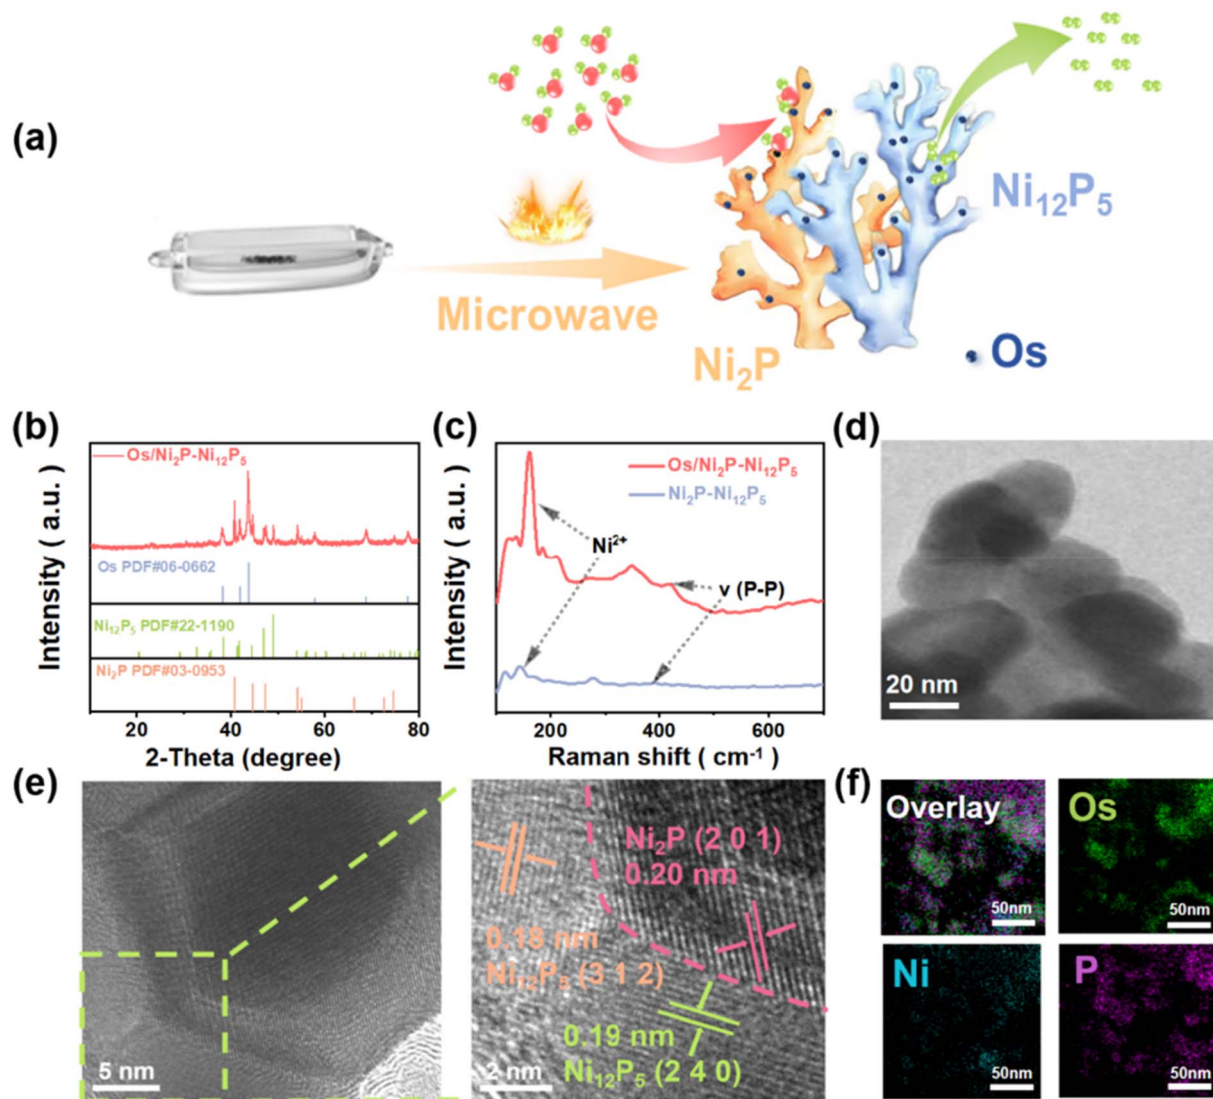 (a)
Microwave
Ni₂P
Ni₁₂P₅
Os
(b)
Intensity ( a.u.)
Os/Ni₂P-Ni₁₂P₅
Os PDF#06-0662
Ni₁₂P₅ PDF#22-1190
Ni₂P PDF#03-0953
20 40 60 80
2-Theta (degree)
(c)
Intensity ( a.u.)
Os/Ni₂P-Ni₁₂P₅
Ni₂P-Ni₁₂P₅
Ni²⁺
v (P-P)
200 400 600
Raman shift ( cm⁻¹)
(d)
20 nm
(e)
5 nm
Ni₂P (2 0 1)
0.20 nm
0.18 nm
Ni₁₂P₅ (3 1 2)
0.19 nm
Ni₁₂P₅ (2 4 0)
2 nm
(f)
Overlay
50nm
Os
50nm
Ni
50nm
P
50nm